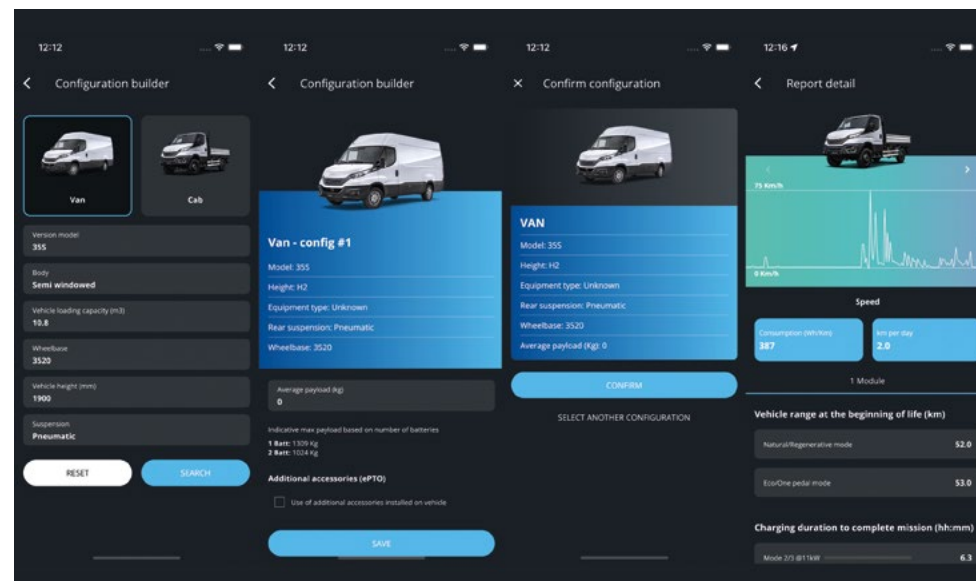 12:12
Configuration builder
Van
Cab
Version model
35S
Body
Semi windowed
Vehicle loading capacity (m3)
10.8
Wheelbase
3520
Vehicle height (mm)
1900
Suspension
Pneumatic
RESET
SEARCH
12:12
Configuration builder
Van - config #1
Model: 35S
Height: H2
Equipment type: Unknown
Rear suspension: Pneumatic
Wheelbase: 3520
Average payload (kg)
0
Indicative max payload based on number of batteries
1 Batt: 1309 Kg
2 Batt: 1024 Kg
Additional accessories (ePTO)
Use of additional accessories installed on vehicle
SAVE
12:12
Confirm configuration
VAN
Model: 35S
Height: H2
Equipment type: Unknown
Rear suspension: Pneumatic
Wheelbase: 3520
Average payload (Kg): 0
CONFIRM
SELECT ANOTHER CONFIGURATION
12:16
Report detail
75 Km/h
0 Km/h
Speed
Consumption (Wh/Km)
387
km per day
2.0
1 Module
Vehicle range at the beginning of life (km)
Natural/Regenerative mode 52.0
Eco/One pedal mode 53.0
Charging duration to complete mission (hh:mm)
Mode 2/3 @11kW 6.3